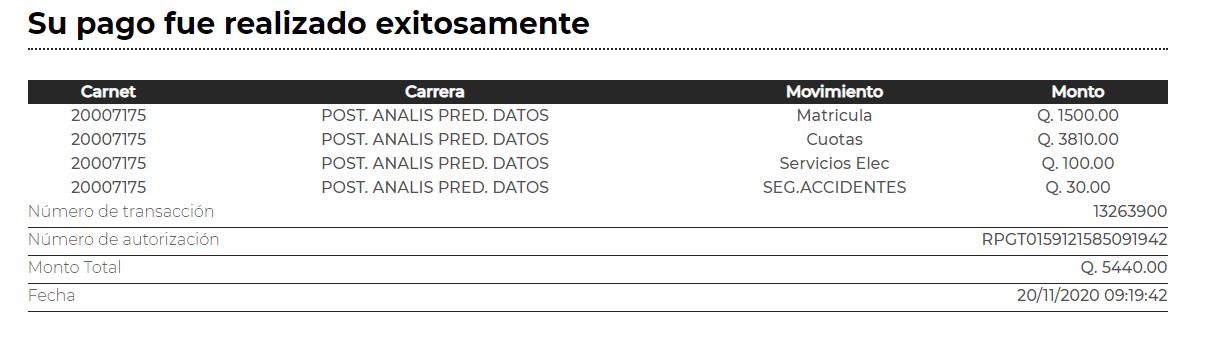 Su pago fue realizado exitosamente
Carnet Carrera Movimiento Monto
20007175 POST. ANALIS PRED. DATOS Matricula Q. 1500.00
20007175 POST. ANALIS PRED. DATOS Cuotas Q. 3810.00
20007175 POST. ANALIS PRED. DATOS Servicios Elec Q. 100.00
20007175 POST. ANALIS PRED. DATOS SEG.ACCIDENTES Q. 30.00
Número de transacción 13263900
Número de autorización RPGT0159121585091942
Monto Total Q. 5440.00
Fecha 20/11/2020 09:19:42